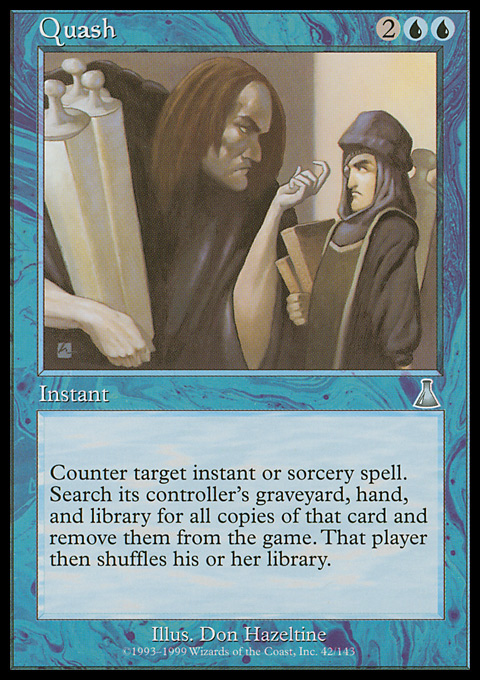 Quash
2
Instant
Counter target instant or sorcery spell.
Search its controller's graveyard, hand,
and library for all copies of that card and
remove them from the game. That player
then shuffles his or her library.
Illus. Don Hazeltine
©1993-1999 Wizards of the Coast, Inc. 42/143